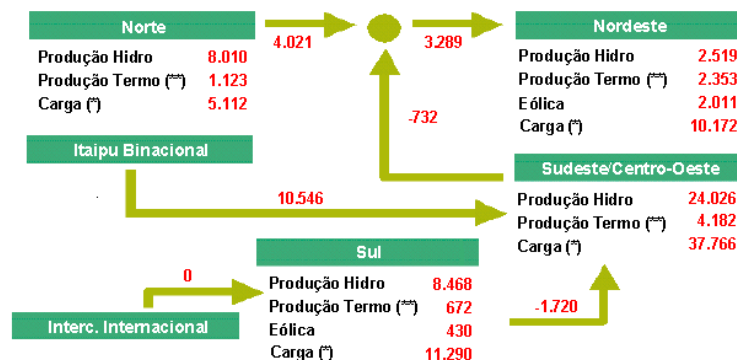 Norte
4.021
3.289
Nordeste
Produção Hidro 8.010
Produção Termo (**) 1.123
Carga (*) 5.112
Produção Hidro 2.519
Produção Termo (**) 2.353
Eólica 2.011
Carga (*) 10.172
-732
Itaipu Binacional
10.546
Sudeste/Centro-Oeste
Produção Hidro 24.026
Produção Termo (**) 4.182
Carga (*) 37.766
Sul
0
Produção Hidro 8.468
Produção Termo (**) 672
Eólica 430
Carga (*) 11.290
-1.720
Interc. Internacional